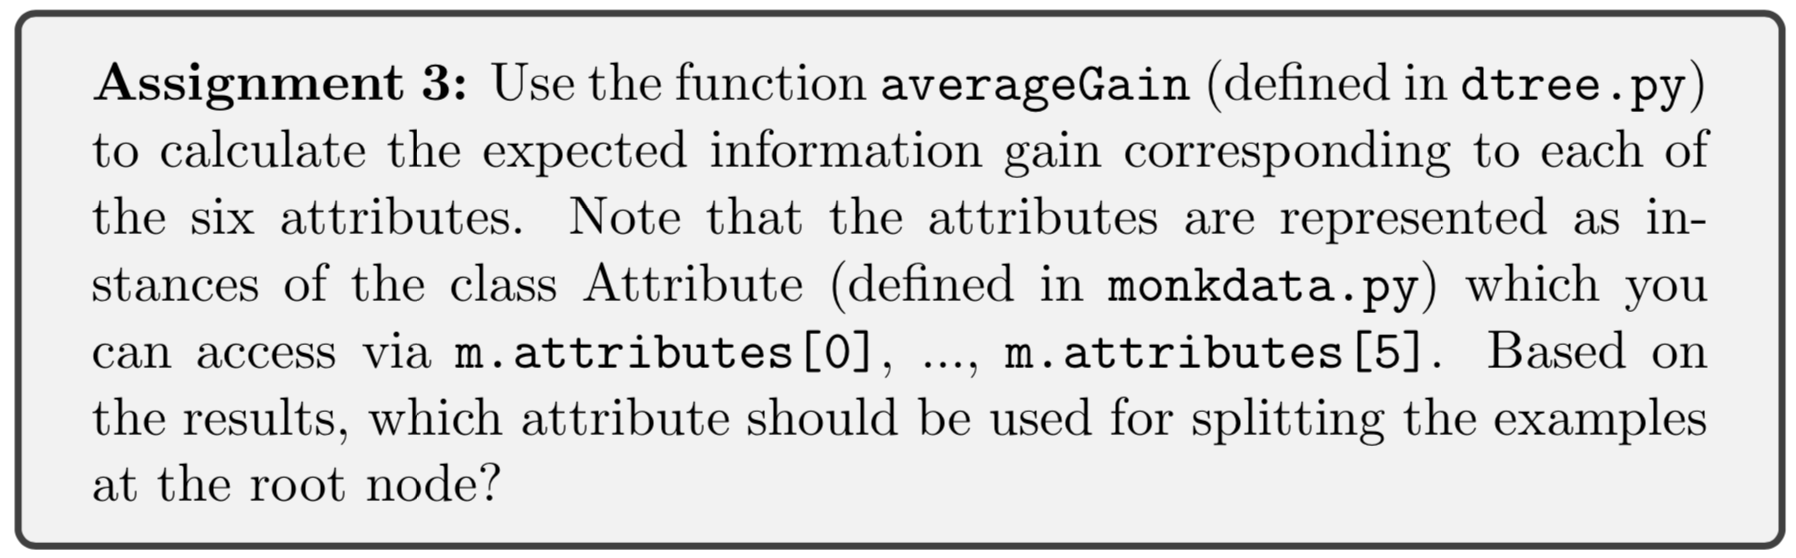 Assignment 3: Use the function averageGain (defined in dtree.py)
to calculate the expected information gain corresponding to each of
the six attributes. Note that the attributes are represented as in-
stances of the class Attribute (defined in monkdata.py) which you
can access via m.attributes[0], ..., m.attributes[5]. Based on
the results, which attribute should be used for splitting the examples
at the root node?